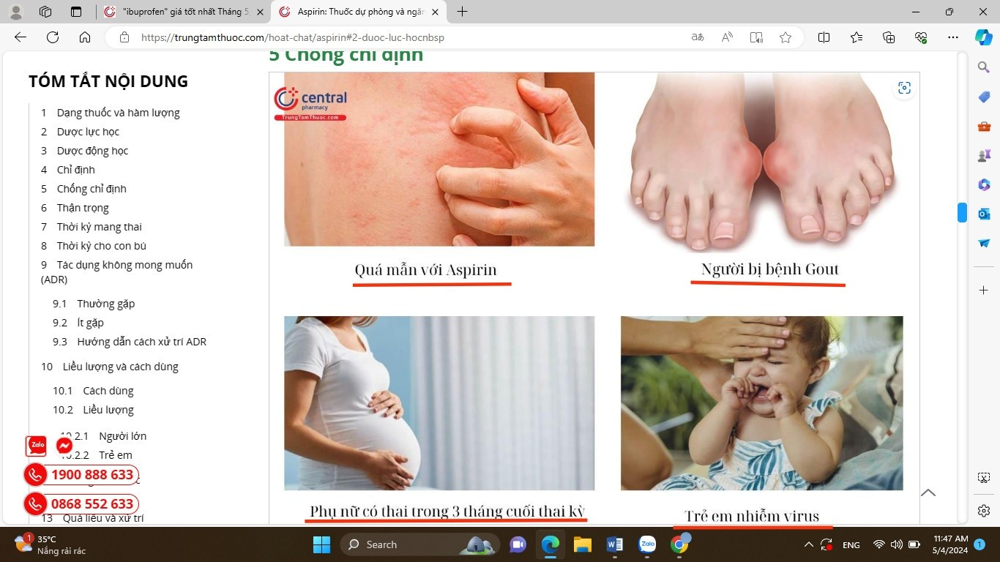 "ibuprofen" giá tốt nhất Tháng 5
Aspirin: Thuốc dự phòng và ngăn
https://trungtamthuoc.com/hoat-chat/aspirin#2-duoc-luc-hocnbsp
5 Chống chỉ định
TÓM TẮT NỘI DUNG
1 Dạng thuốc và hàm lượng
2 Dược lực học
3 Dược động học
4 Chỉ định
5 Chống chỉ định
6 Thận trọng
7 Thời kỳ mang thai
8 Thời kỳ cho con bú
9 Tác dụng không mong muốn
(ADR)
9.1 Thường gặp
9.2 Ít gặp
9.3 Hướng dẫn cách xử trí ADR
10 Liều lượng và cách dùng
10.1 Cách dùng
10.2 Liều lượng
10.2.1 Người lớn
10.2.2 Trẻ em
Zalo
1900 888 633
0868 552 633
13 Quá liều và xử trí
central
pharmacy
TrungTamThuoc.com
Quá mẫn với Aspirin
Người bị bệnh Gout
Phụ nữ có thai trong 3 tháng cuối thai kỳ
Trẻ em nhiễm virus
1
35°C
Nắng rải rác
Search
Zalo
ENG
11:47 AM
5/4/2024
1